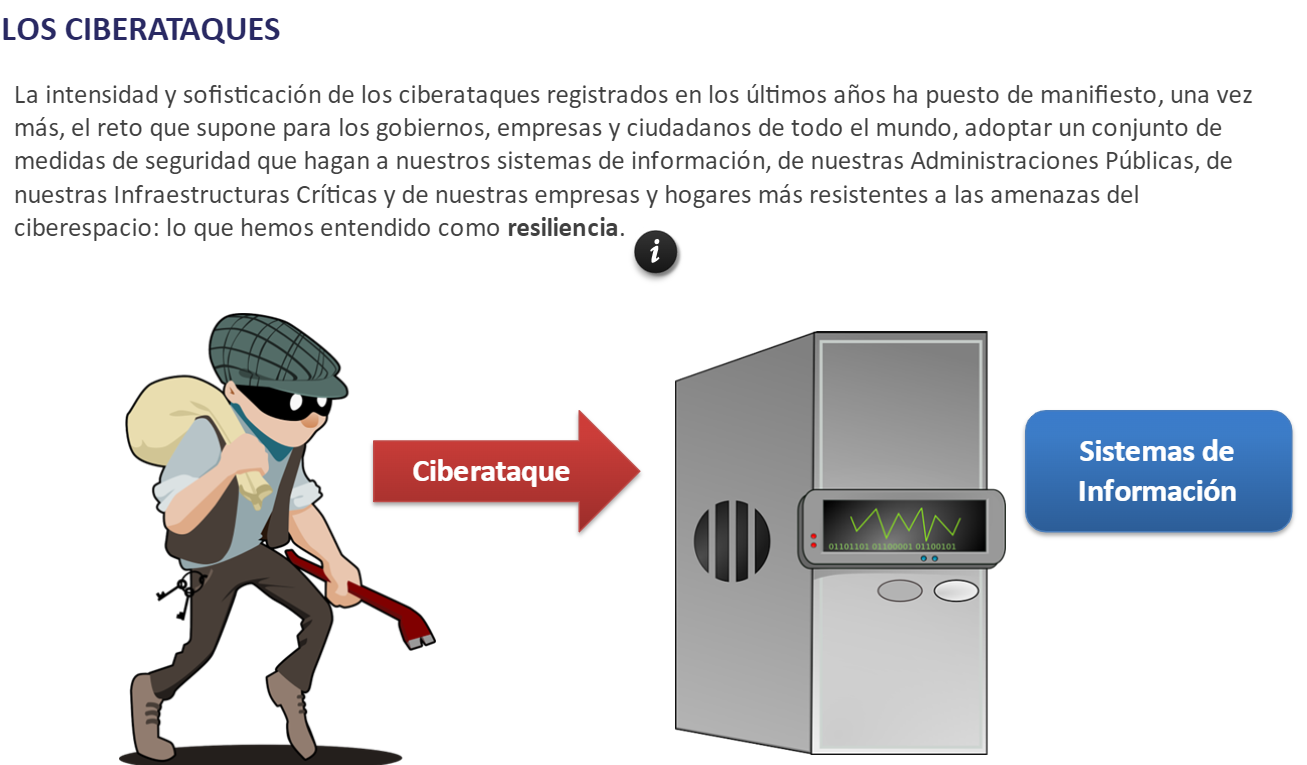 LOS CIBERATAQUES
La intensidad y sofisticación de los ciberataques registrados en los últimos años ha puesto de manifiesto, una vez
más, el reto que supone para los gobiernos, empresas y ciudadanos de todo el mundo, adoptar un conjunto de
medidas de seguridad que hagan a nuestros sistemas de información, de nuestras Administraciones Públicas, de
nuestras Infraestructuras Críticas y de nuestras empresas y hogares más resistentes a las amenazas del
ciberespacio: lo que hemos entendido como resiliencia.
i
Ciberataque
01101101 01100001 01100101
Sistemas de
Información